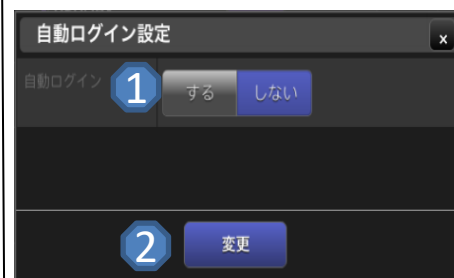 自動ログイン設定
x
自動ログイン 1 する しない
2 変更